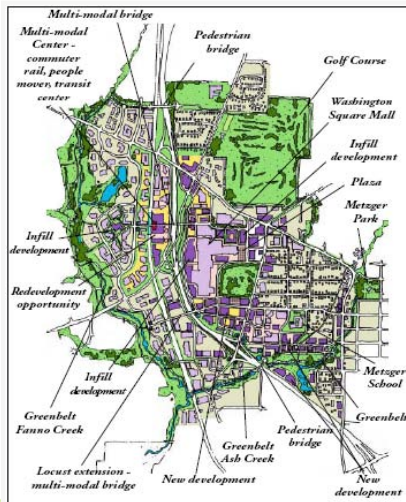 Multi-modal bridge
Multi-modal
Center -
commuter
rail, people
mover, transit
center
Pedestrian
bridge
Golf Course
Washington
Square Mall
Infill
development
Plaza
Metzger
Park
Infill
development
Redevelopment
opportunity
Infill
development
Greenbelt
Fanno Creek
Locust extension -
multi-modal bridge
New development
Greenbelt
Ash Creek
Pedestrian
bridge
Metzger
School
Greenbelt
New
development